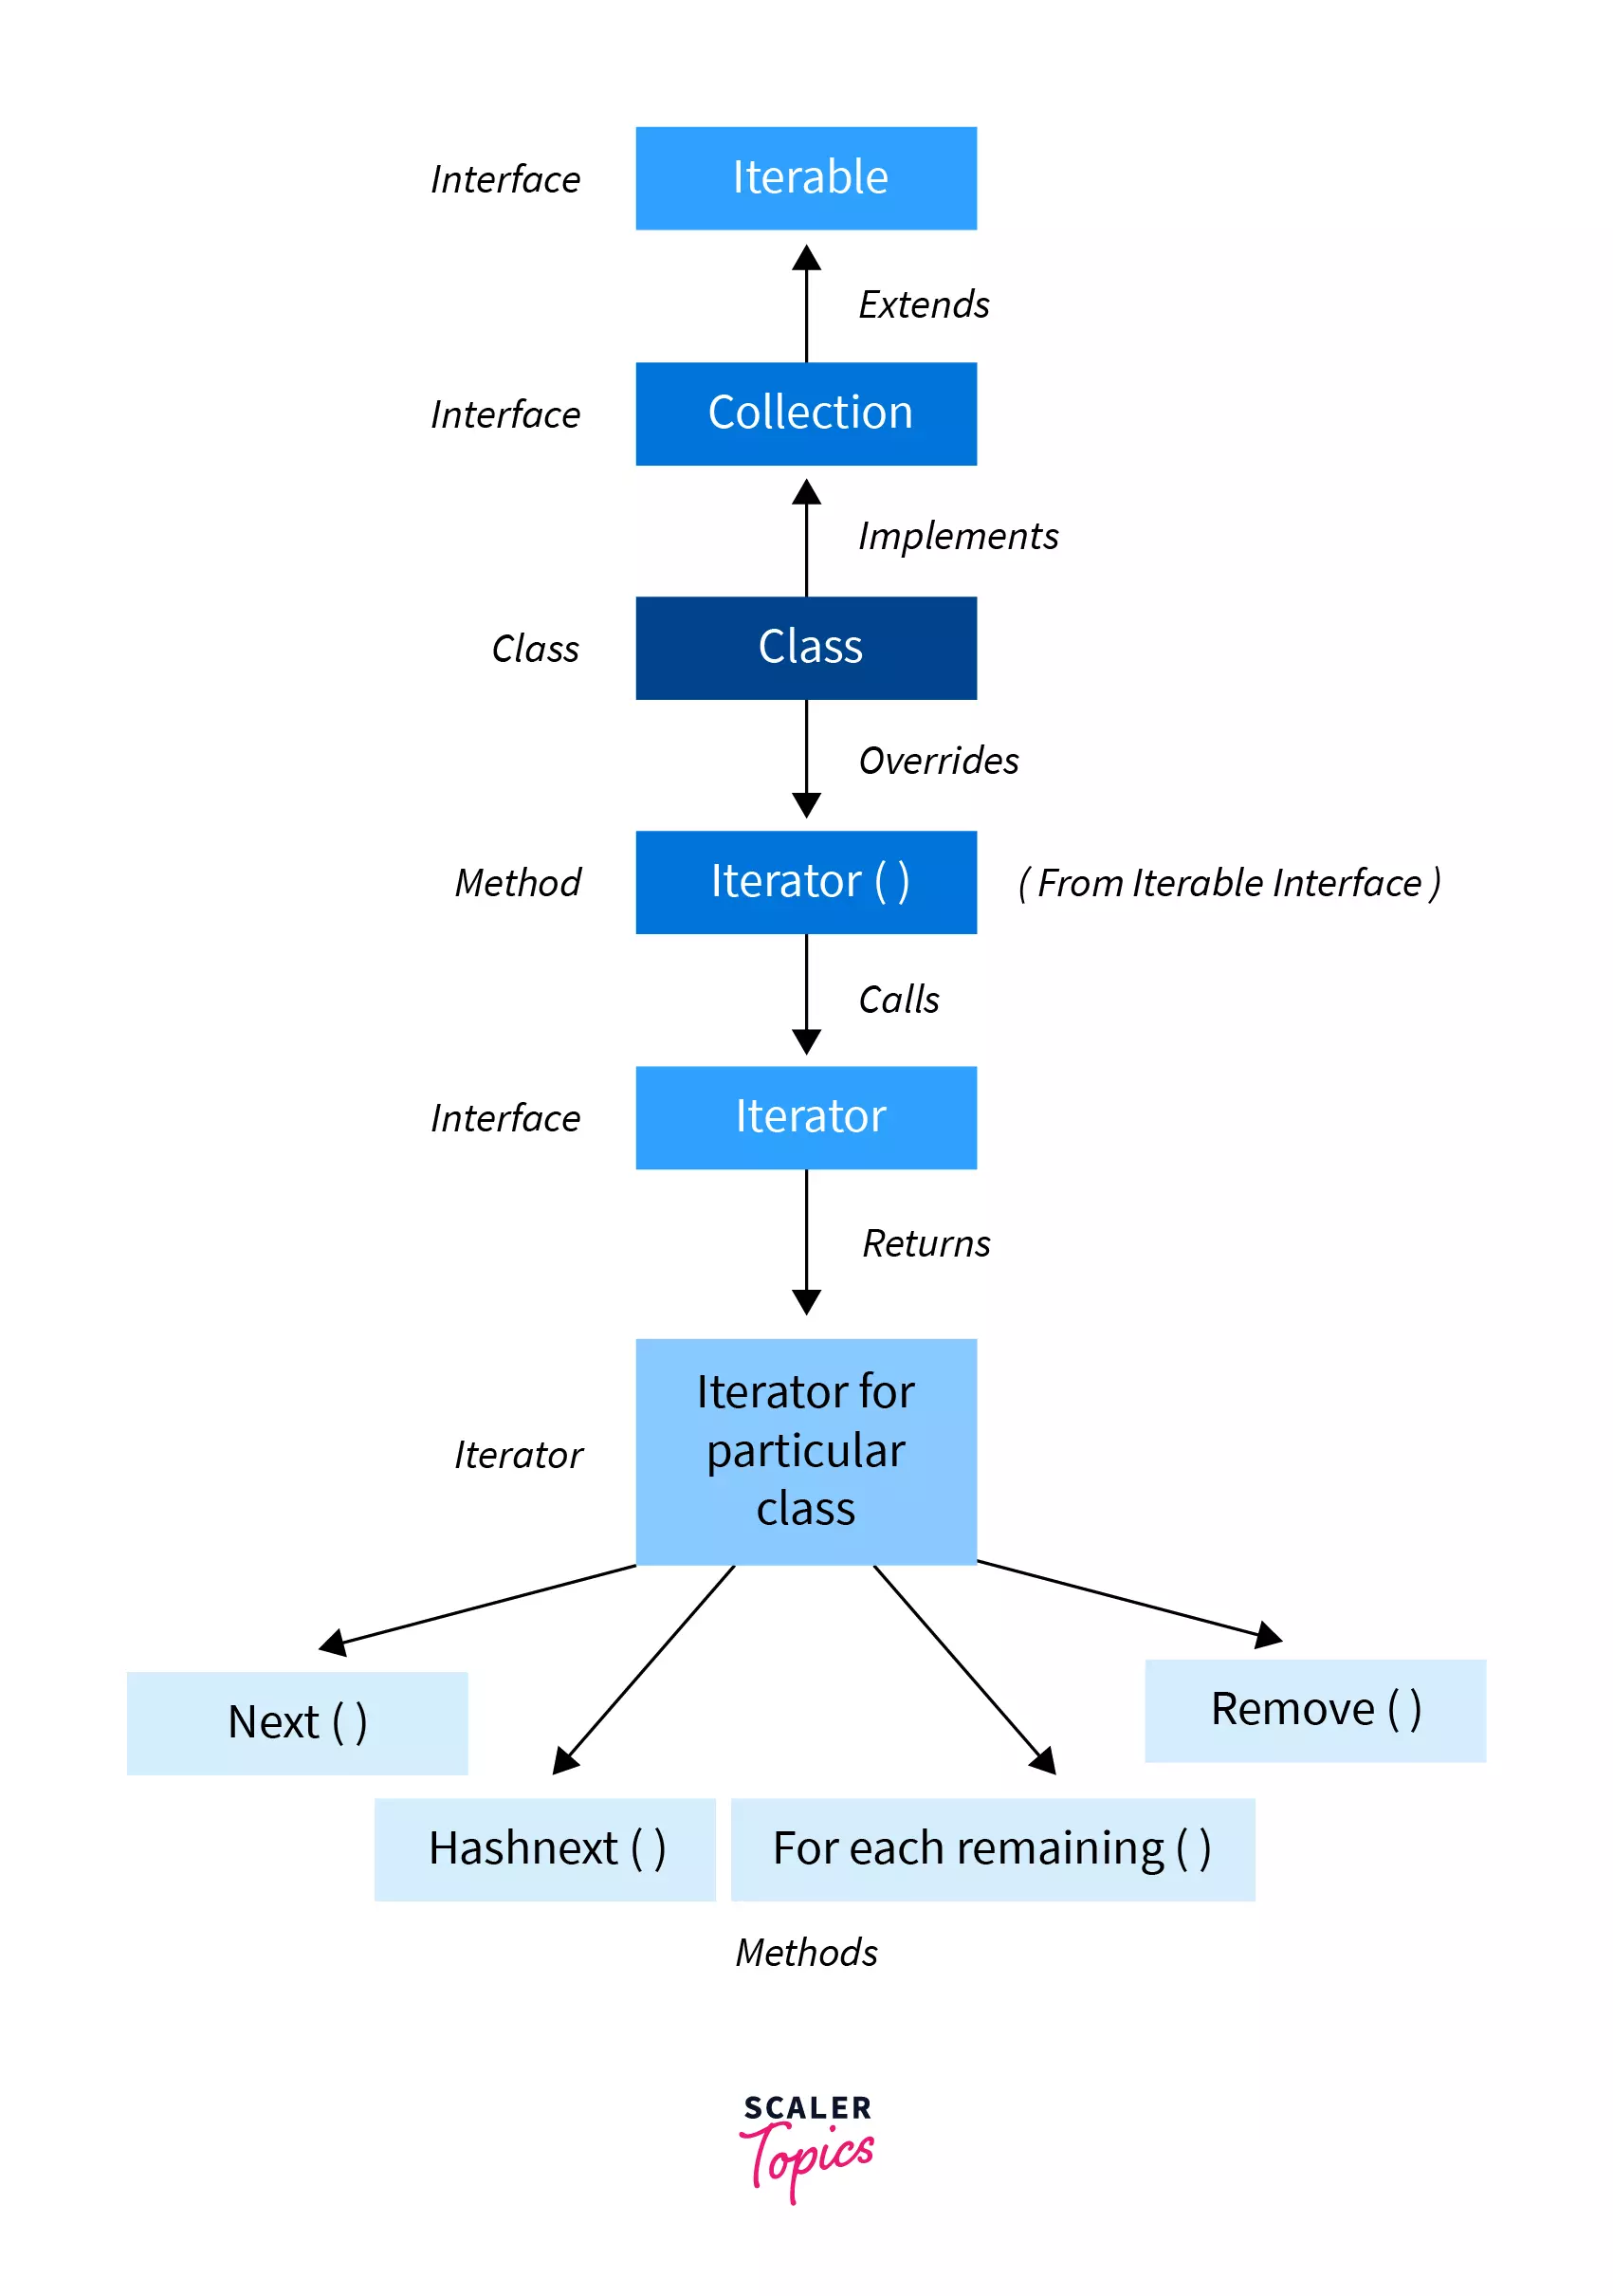 Interface
Iterable
Extends
Interface
Collection
Implements
Class
Class
Overrides
Method
Iterator ( )
( From Iterable Interface )
Calls
Interface
Iterator
Returns
Iterator
Iterator for
particular
class
Next ( )
Remove ( )
Hashnext ( )
For each remaining ( )
Methods
SCALER
Topics